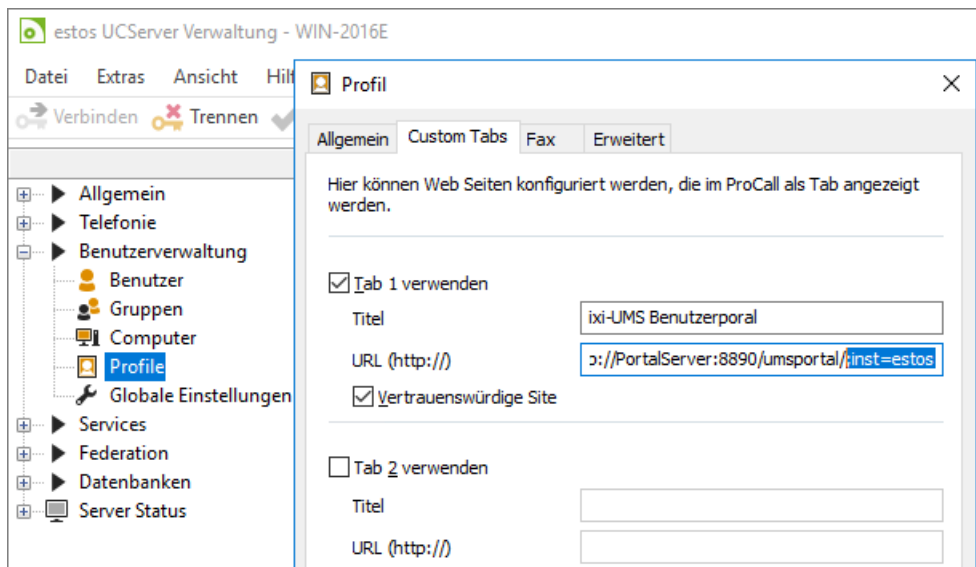 estos UCServer Verwaltung - WIN-2016E
Datei Extras Ansicht Hilf
Verbinden Trennen
Allgemein
Telefonie
Benutzerverwaltung
Benutzer
Gruppen
Computer
Profile
Globale Einstellungen
Services
Federation
Datenbanken
Server Status
Profil
Allgemein Custom Tabs Fax Erweitert
Hier können Web Seiten konfiguriert werden, die im ProCall als Tab angezeigt
werden.
Tab 1 verwenden
Titel ixi-UMS Benutzerporal
URL (http://) p://PortalServer:8890/umsportal/;inst=estos
Vertrauenswürdige Site
Tab 2 verwenden
Titel
URL (http://)